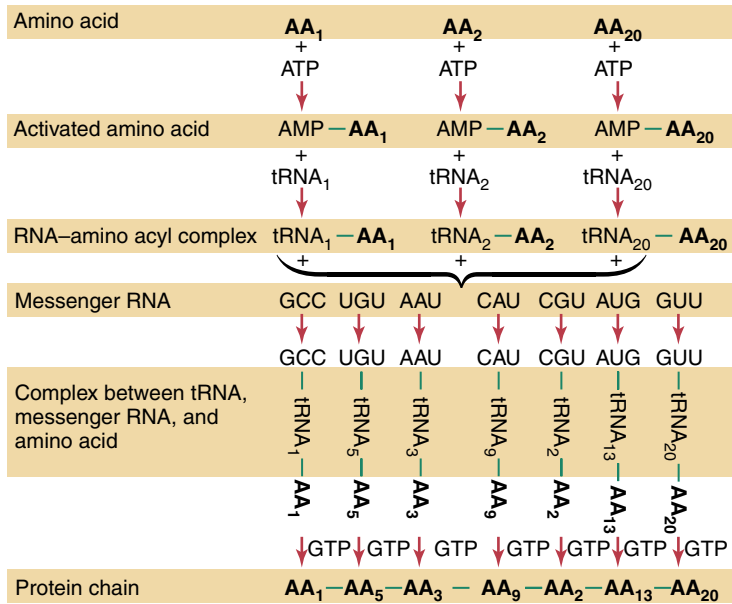 Amino acid AA₁ AA₂ AA₂₀
+ + +
ATP ATP ATP
Activated amino acid AMP — AA₁ AMP — AA₂ AMP — AA₂₀
+ + +
tRNA₁ tRNA₂ tRNA₂₀
RNA–amino acyl complex tRNA₁ — AA₁ tRNA₂ — AA₂ tRNA₂₀ — AA₂₀
+ + +
Messenger RNA GCC UGU AAU CAU CGU AUG GUU
GCC UGU AAU CAU CGU AUG GUU
Complex between tRNA,
messenger RNA, and
amino acid
tRNA₁ tRNA₅ tRNA₃ tRNA₉ tRNA₂ tRNA₁₃ tRNA₂₀
AA₁ AA₅ AA₃ AA₉ AA₂ AA₁₃ AA₂₀
GTP GTP GTP GTP GTP GTP GTP
Protein chain AA₁ — AA₅ — AA₃ — AA₉ — AA₂ — AA₁₃ — AA₂₀